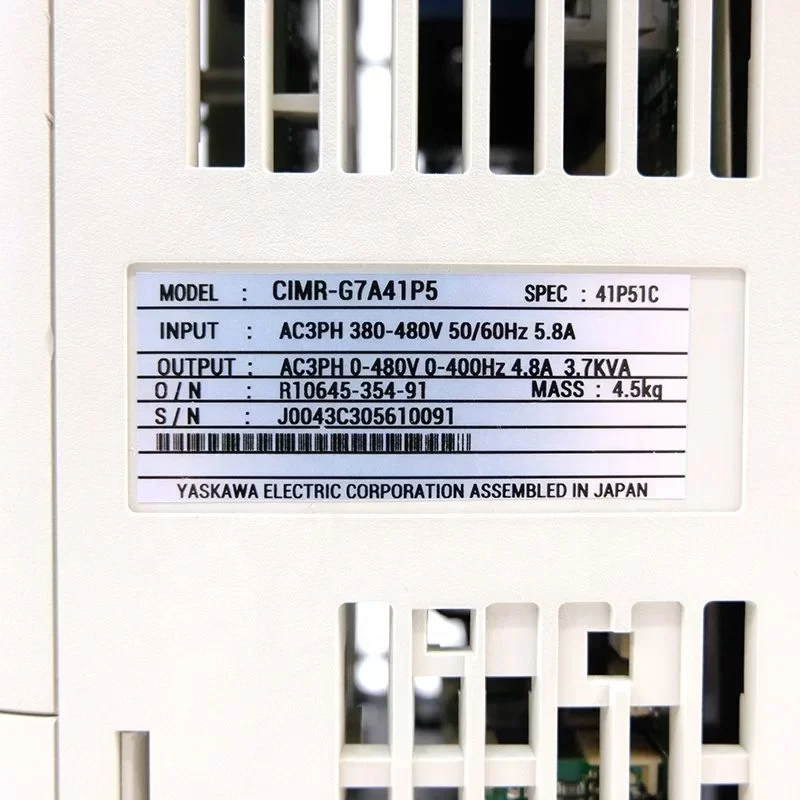 MODEL : CIMR-G7A41P5 SPEC : 41P51C
INPUT : AC3PH 380-480V 50/60Hz 5.8A
OUTPUT : AC3PH 0-480V 0-400Hz 4.8A 3.7KVA
O / N : R10645-354-91 MASS : 4.5kg
S / N : J0043C305610091
YASKAWA ELECTRIC CORPORATION ASSEMBLED IN JAPAN